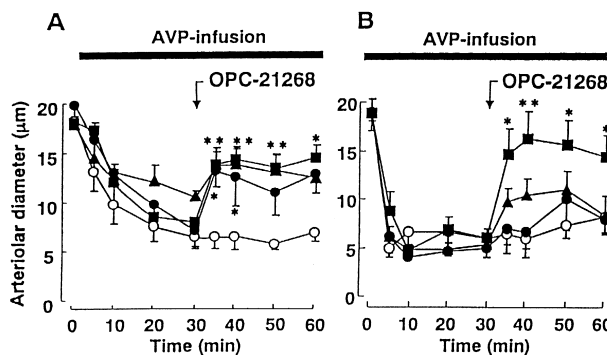 A
AVP-infusion
OPC-21268
Arteriolar diameter (μm)
20
15
10
5
0
** ** ** *
* *
0 10 20 30 40 50 60
Time (min)
B
AVP-infusion
OPC-21268
20
15
10
5
0
* ** * *
0 10 20 30 40 50 60
Time (min)